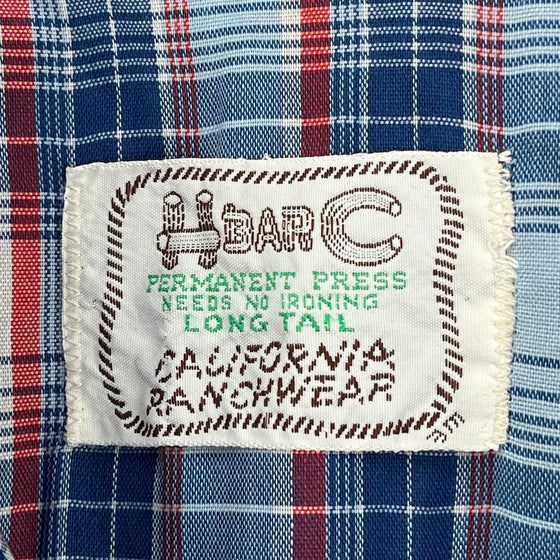 H BAR C
PERMANENT PRESS
NEEDS NO IRONING
LONG TAIL
CALIFORNIA
RANCHWEAR